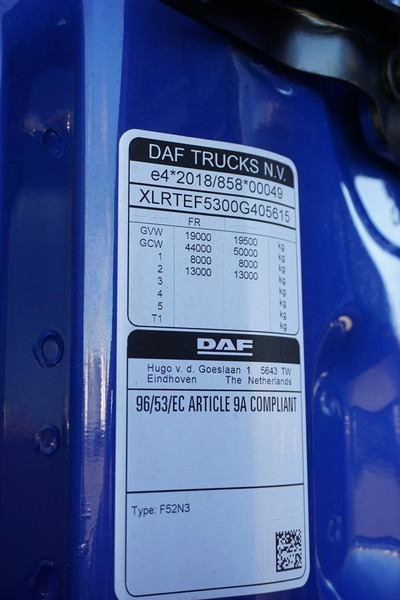 DAF TRUCKS N.V.
e4*2018/858*00049
XLRTEF5300G405615
FR
GVW 19000 19500 kg
GCW 44000 50000 kg
1 8000 8000 kg
2 13000 13000 kg
3 kg
4 kg
5 kg
T1 kg
DAF
Hugo v. d. Goeslaan 1 5643 TW
Eindhoven The Netherlands
96/53/EC ARTICLE 9A COMPLIANT
Type: F52N3